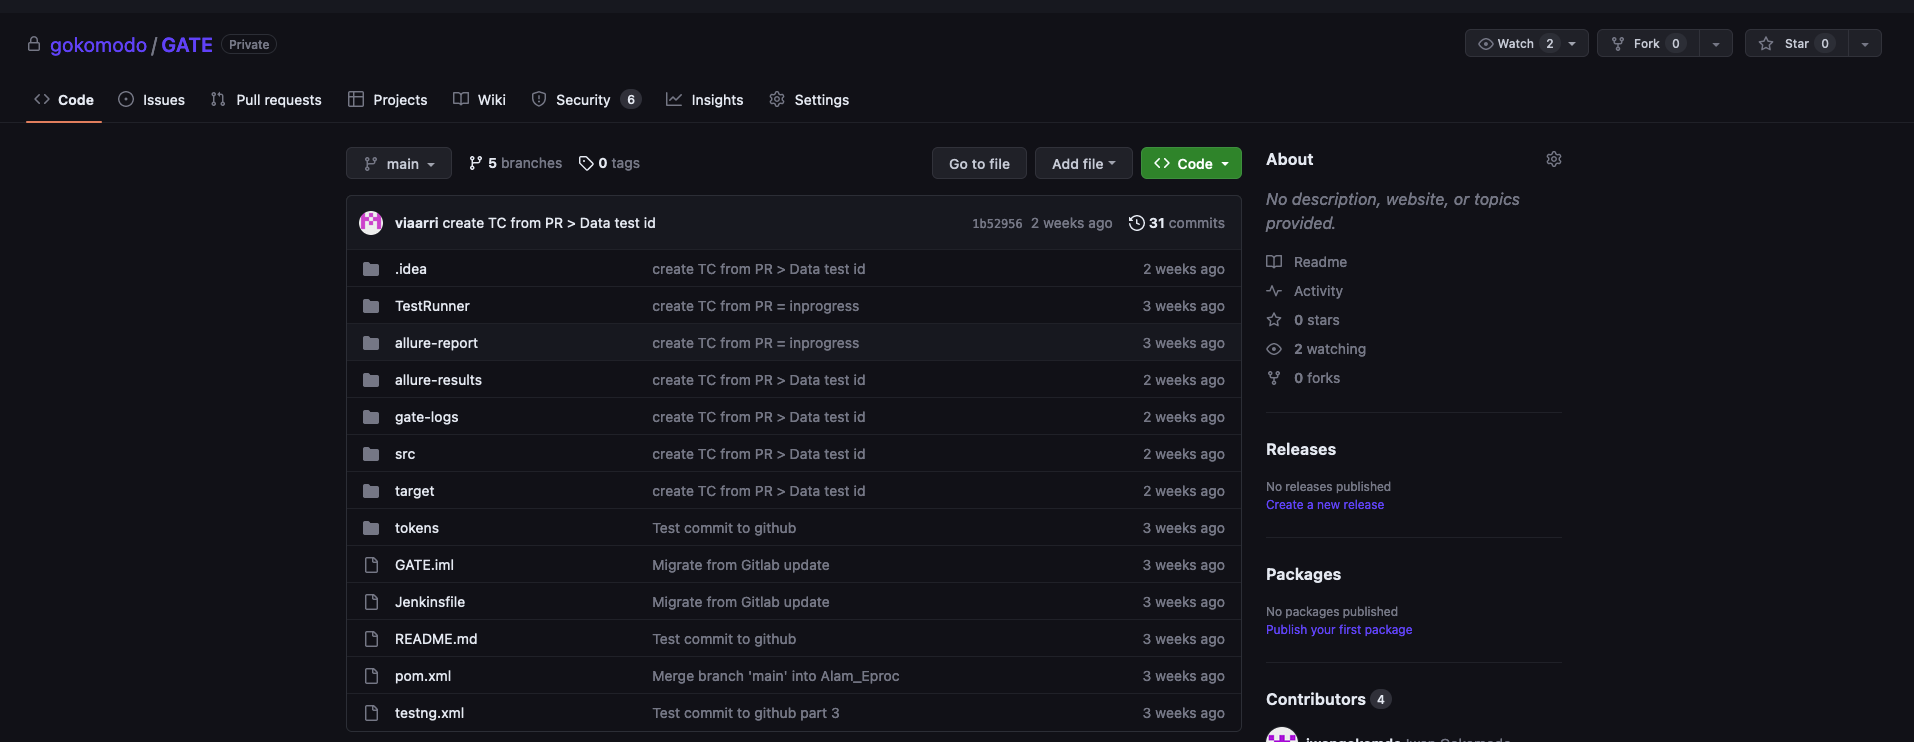 gokomodo / GATE Private
Watch 2
Fork 0
Star 0
Code
Issues
Pull requests
Projects
Wiki
Security 6
Insights
Settings
main
5 branches
0 tags
Go to file
Add file
Code
viaarri create TC from PR > Data test id 1b52956 2 weeks ago 31 commits
.idea create TC from PR > Data test id 2 weeks ago
TestRunner create TC from PR = inprogress 3 weeks ago
allure-report create TC from PR = inprogress 3 weeks ago
allure-results create TC from PR > Data test id 2 weeks ago
gate-logs create TC from PR > Data test id 2 weeks ago
src create TC from PR > Data test id 2 weeks ago
target create TC from PR > Data test id 2 weeks ago
tokens Test commit to github 3 weeks ago
GATE.iml Migrate from Gitlab update 3 weeks ago
Jenkinsfile Migrate from Gitlab update 3 weeks ago
README.md Test commit to github 3 weeks ago
pom.xml Merge branch 'main' into Alam_Eproc 3 weeks ago
testng.xml Test commit to github part 3 3 weeks ago
About
No description, website, or topics
provided.
Readme
Activity
0 stars
2 watching
0 forks
Releases
No releases published
Create a new release
Packages
No packages published
Publish your first package
Contributors 4